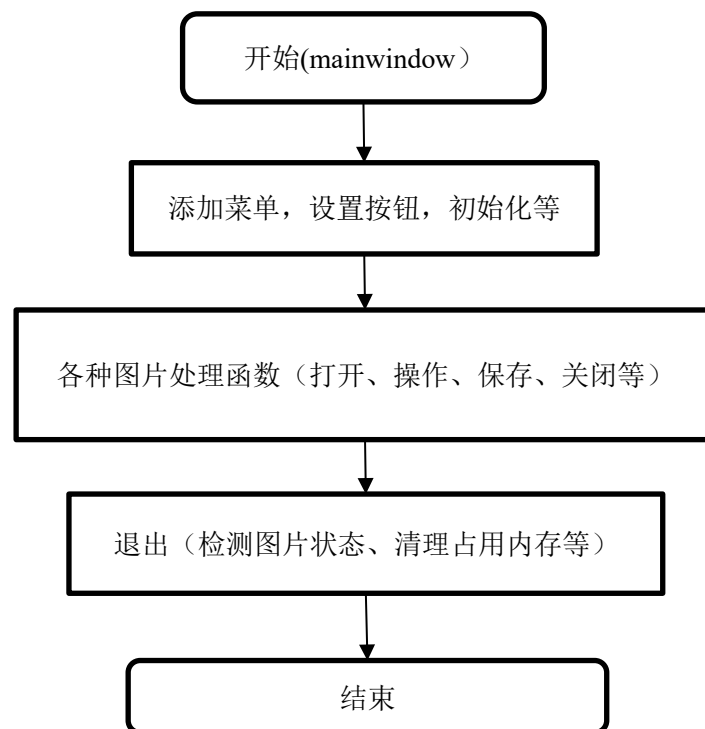 开始(mainwindow）
添加菜单，设置按钮，初始化等
各种图片处理函数（打开、操作、保存、关闭等）
退出（检测图片状态、清理占用内存等）
结束